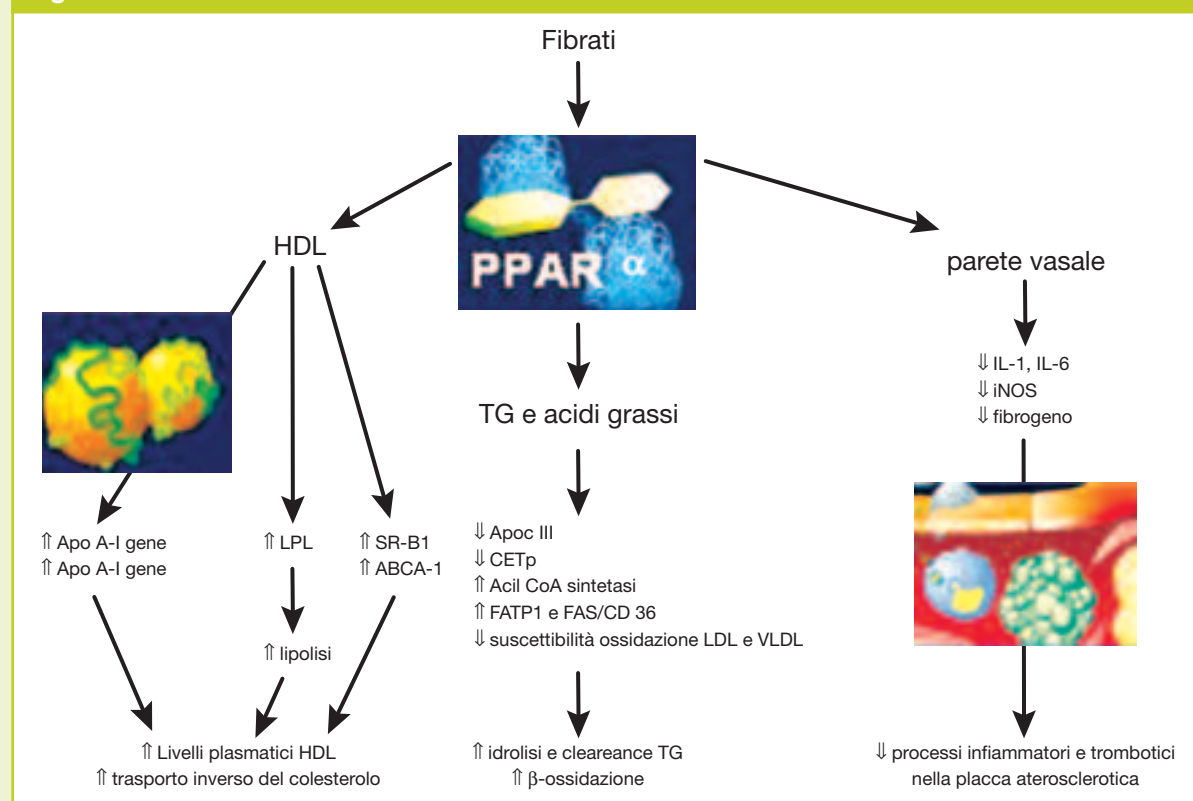 Fibrati
PPAR α
HDL
parete vasale
⇓ IL-1, IL-6
⇓ iNOS
⇓ fibrogeno
TG e acidi grassi
⇑ Apo A-I gene
⇑ Apo A-I gene
⇑ LPL
⇑ SR-B1
⇑ ABCA-1
⇓ Apoc III
⇓ CETp
⇑ Acil CoA sintetasi
⇑ FATP1 e FAS/CD 36
⇓ suscettibilità ossidazione LDL e VLDL
⇑ lipolisi
⇑ Livelli plasmatici HDL
⇑ trasporto inverso del colesterolo
⇑ idrolisi e cleareance TG
⇑ β-ossidazione
⇓ processi infiammatori e trombotici
nella placca aterosclerotica